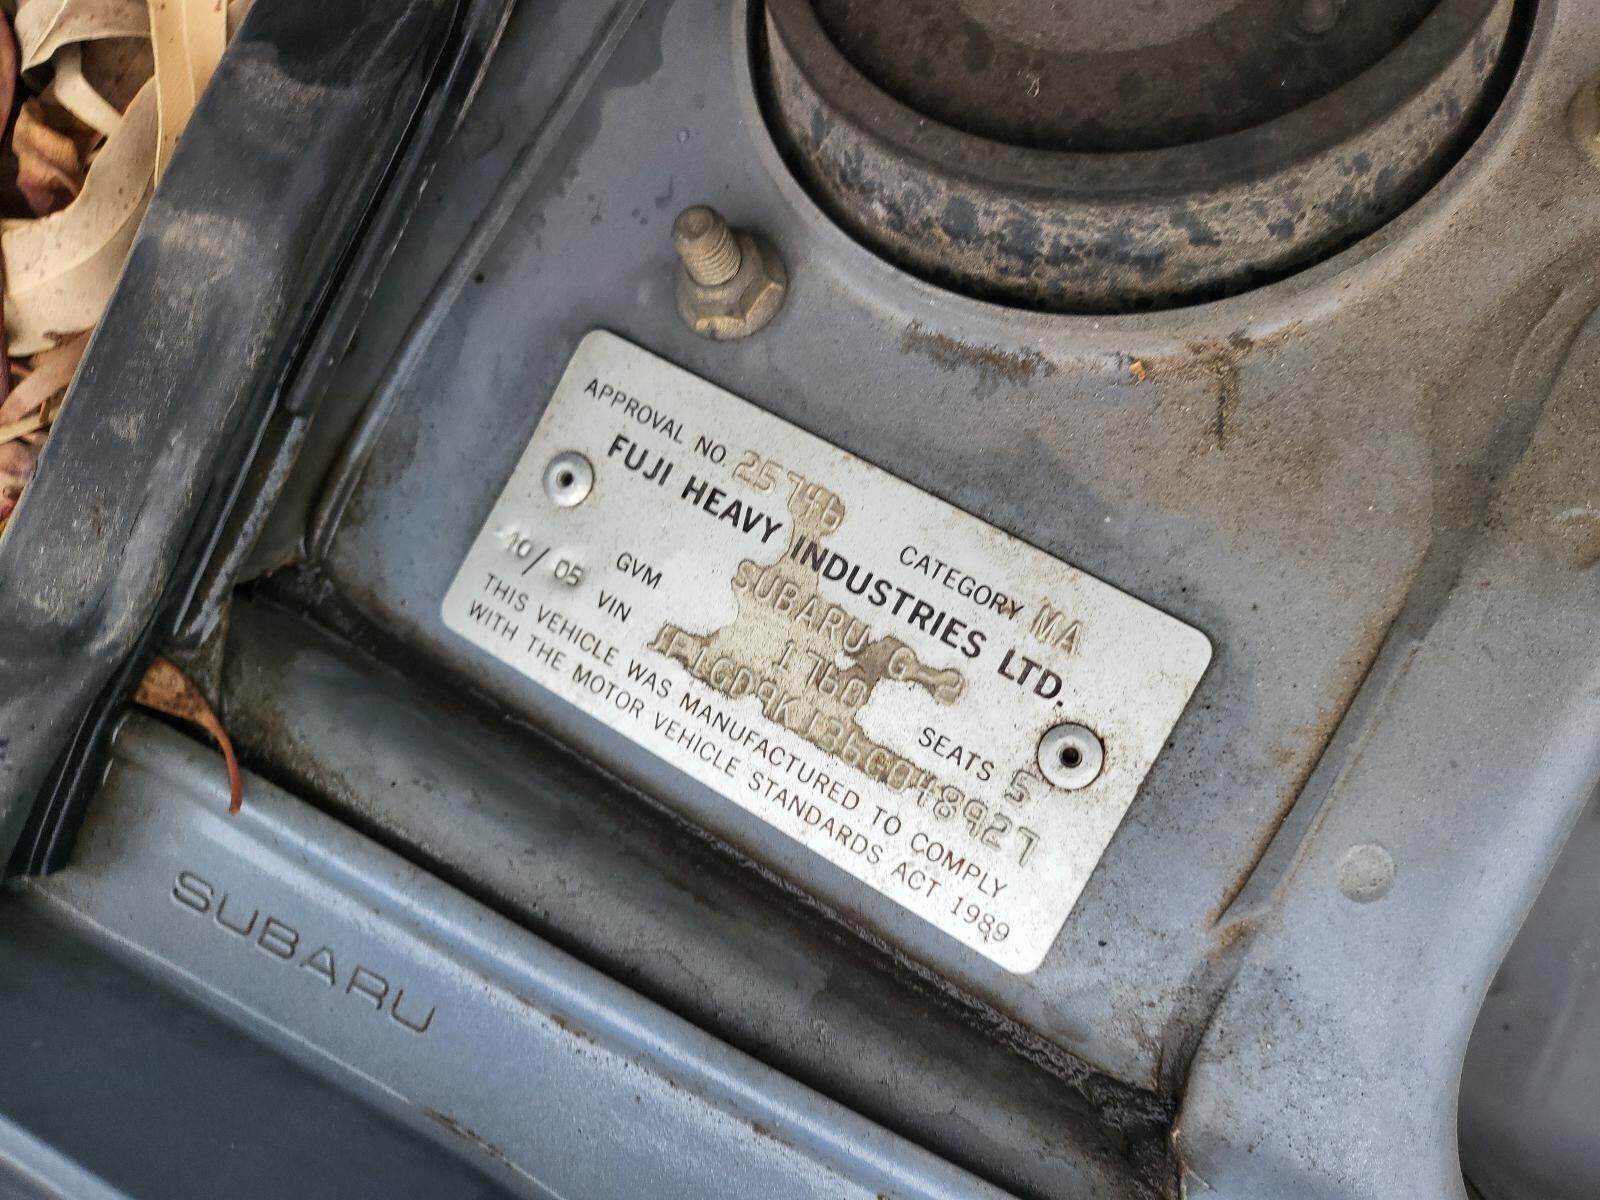 APPROVAL NO. 25746 CATEGORY MA
FUJI HEAVY INDUSTRIES LTD.
SUBARU G-2
10/05 GVM 1760 SEATS 5
VIN
THIS VEHICLE WAS MANUFACTURED TO COMPLY
WITH THE MOTOR VEHICLE STANDARDS ACT 1989
SUBARU